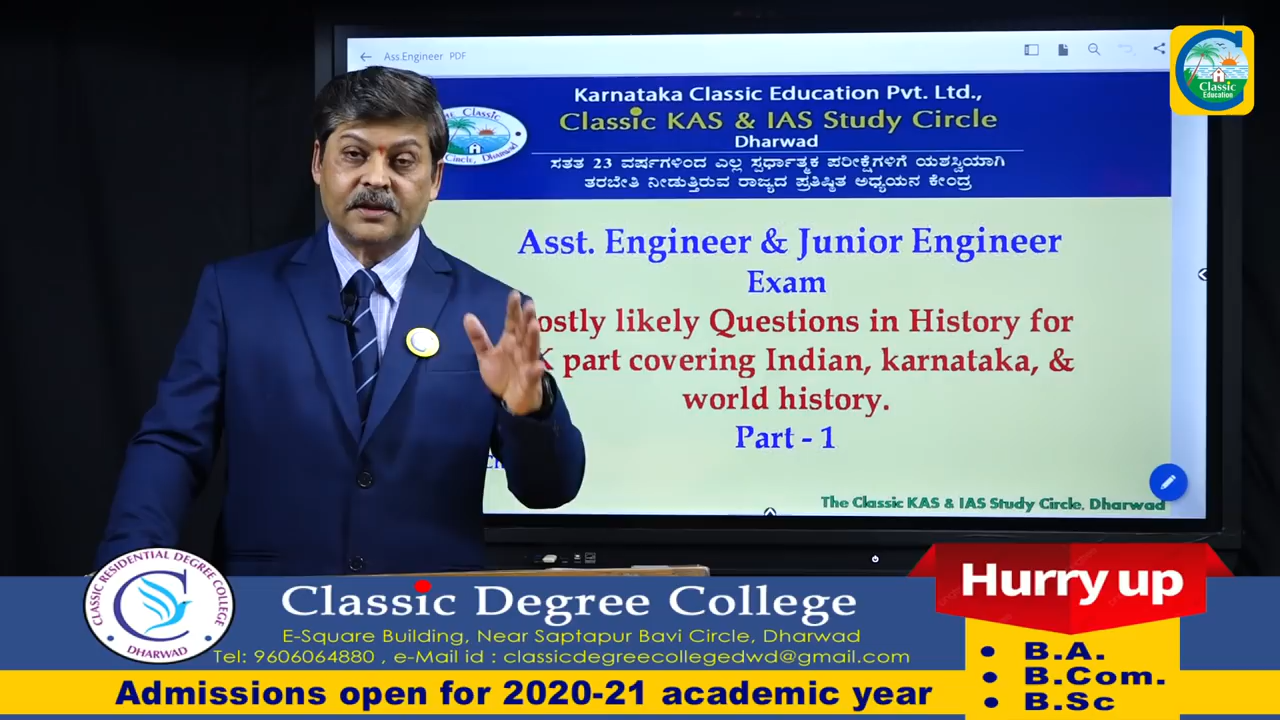 Ass.Engineer PDF
Classic
Education
Karnataka Classic Education Pvt. Ltd.,
Classic KAS & IAS Study Circle
Dharwad
ಸತತ 23 ವರ್ಷಗಳಿಂದ ಎಲ್ಲ ಸ್ಪರ್ಧಾತ್ಮಕ ಪರೀಕ್ಷೆಗಳಿಗೆ ಯಶಸ್ವಿಯಾಗಿ
ತರಬೇತಿ ನೀಡುತ್ತಿರುವ ರಾಜ್ಯದ ಪ್ರತಿಷ್ಠಿತ ಅಧ್ಯಯನ ಕೇಂದ್ರ
Classic
Circle, Dharwad
Asst. Engineer & Junior Engineer
Exam
ostly likely Questions in History for
part covering Indian, karnataka, &
world history.
Part - 1
The Classic KAS & IAS Study Circle, Dharwad
CLASSIC RESIDENTIAL DEGREE COLLEGE
DHARWAD
Classic Degree College
E-Square Building, Near Saptapur Bavi Circle, Dharwad
Tel: 9606064880 , e-Mail id : classicdegreecollegedwd@gmail.com
Admissions open for 2020-21 academic year
Hurry up
• B.A.
• B.Com.
• B.Sc